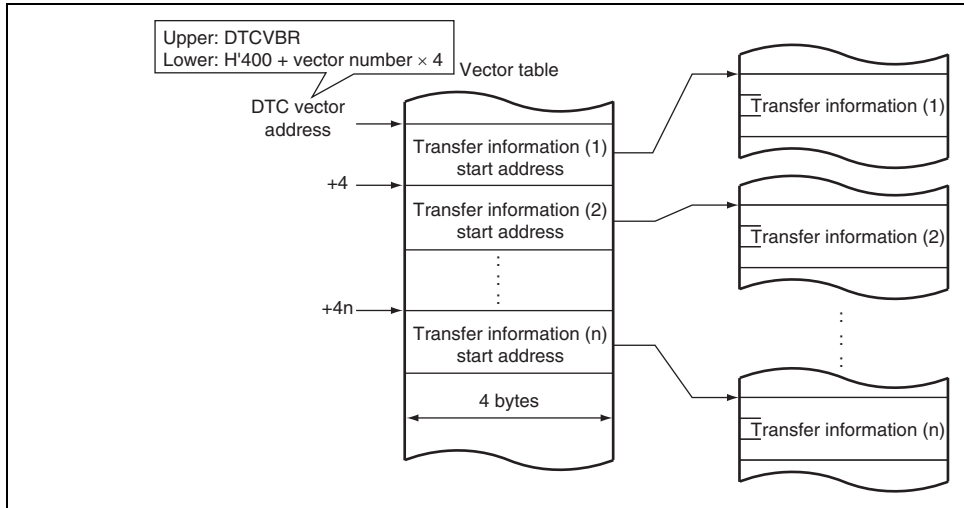 Upper: DTCVBR
Lower: H'400 + vector number × 4
DTC vector
address
Vector table
Transfer information (1)
start address
+4
Transfer information (2)
start address
+4n
Transfer information (n)
start address
4 bytes
Transfer information (1)
Transfer information (2)
Transfer information (n)